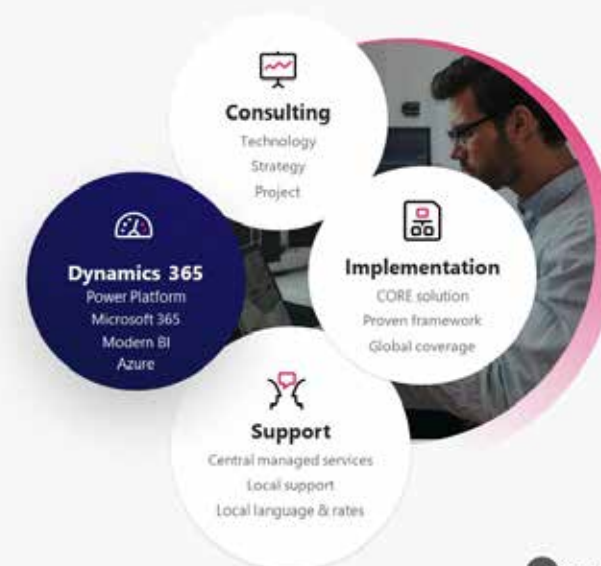 Consulting
Technology
Strategy
Project
Dynamics 365
Power Platform
Microsoft 365
Modern BI
Azure
Implementation
CORE solution
Proven framework
Global coverage
Support
Central managed services
Local support
Local language & rates